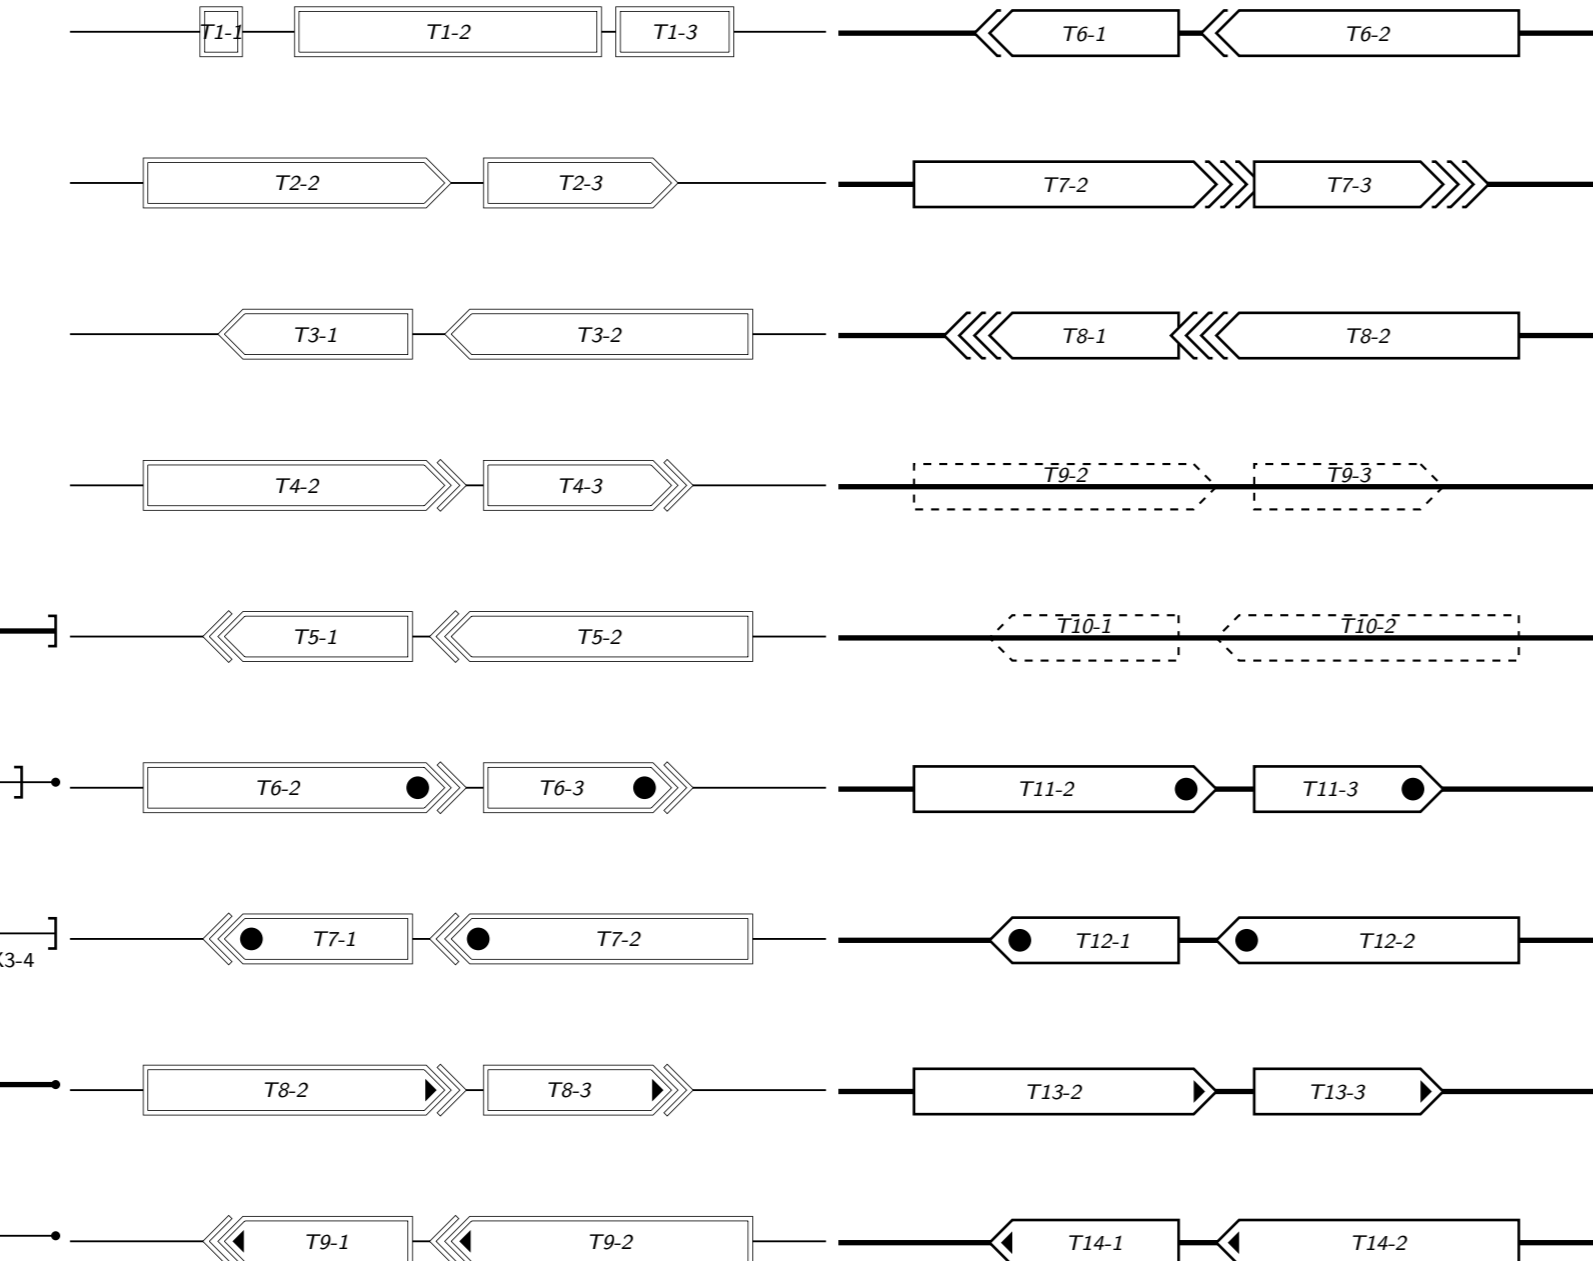 T1-1 T1-2 T1-3 T6-1 T6-2
T2-2 T2-3 T7-2 T7-3
T3-1 T3-2 T8-1 T8-2
T4-2 T4-3 T9-2 T9-3
T5-1 T5-2 T10-1 T10-2
T6-2 T6-3 T11-2 T11-3
T7-1 T7-2 T12-1 T12-2
K3-4
T8-2 T8-3 T13-2 T13-3
T9-1 T9-2 T14-1 T14-2